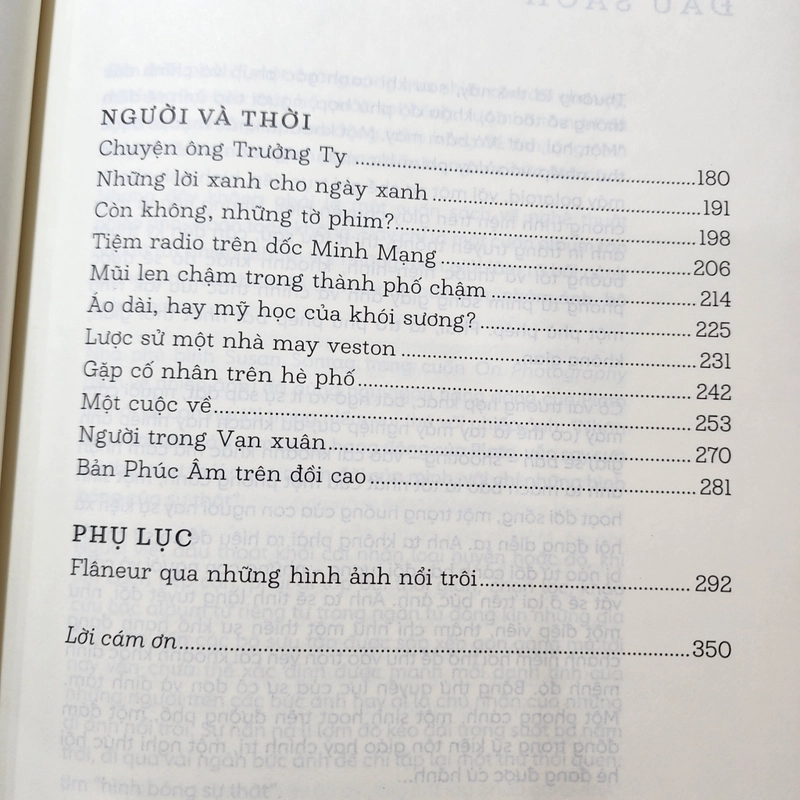 NGƯỜI VÀ THỜI
Chuyện ông Trưởng Ty ........ 180
Những lời xanh cho ngày xanh ........ 191
Còn không, những tờ phim? ........ 198
Tiệm radio trên dốc Minh Mạng ........ 206
Mũi len chậm trong thành phố chậm ........ 214
Áo dài, hay mỹ học của khói sương? ........ 225
Lược sử một nhà may veston ........ 231
Gặp cố nhân trên hè phố ........ 242
Một cuộc về ........ 253
Người trong Vạn xuân ........ 270
Bản Phúc Âm trên đồi cao ........ 281
PHỤ LỤC
Flâneur qua những hình ảnh nổi trôi ........ 292
Lời cám ơn ........ 350